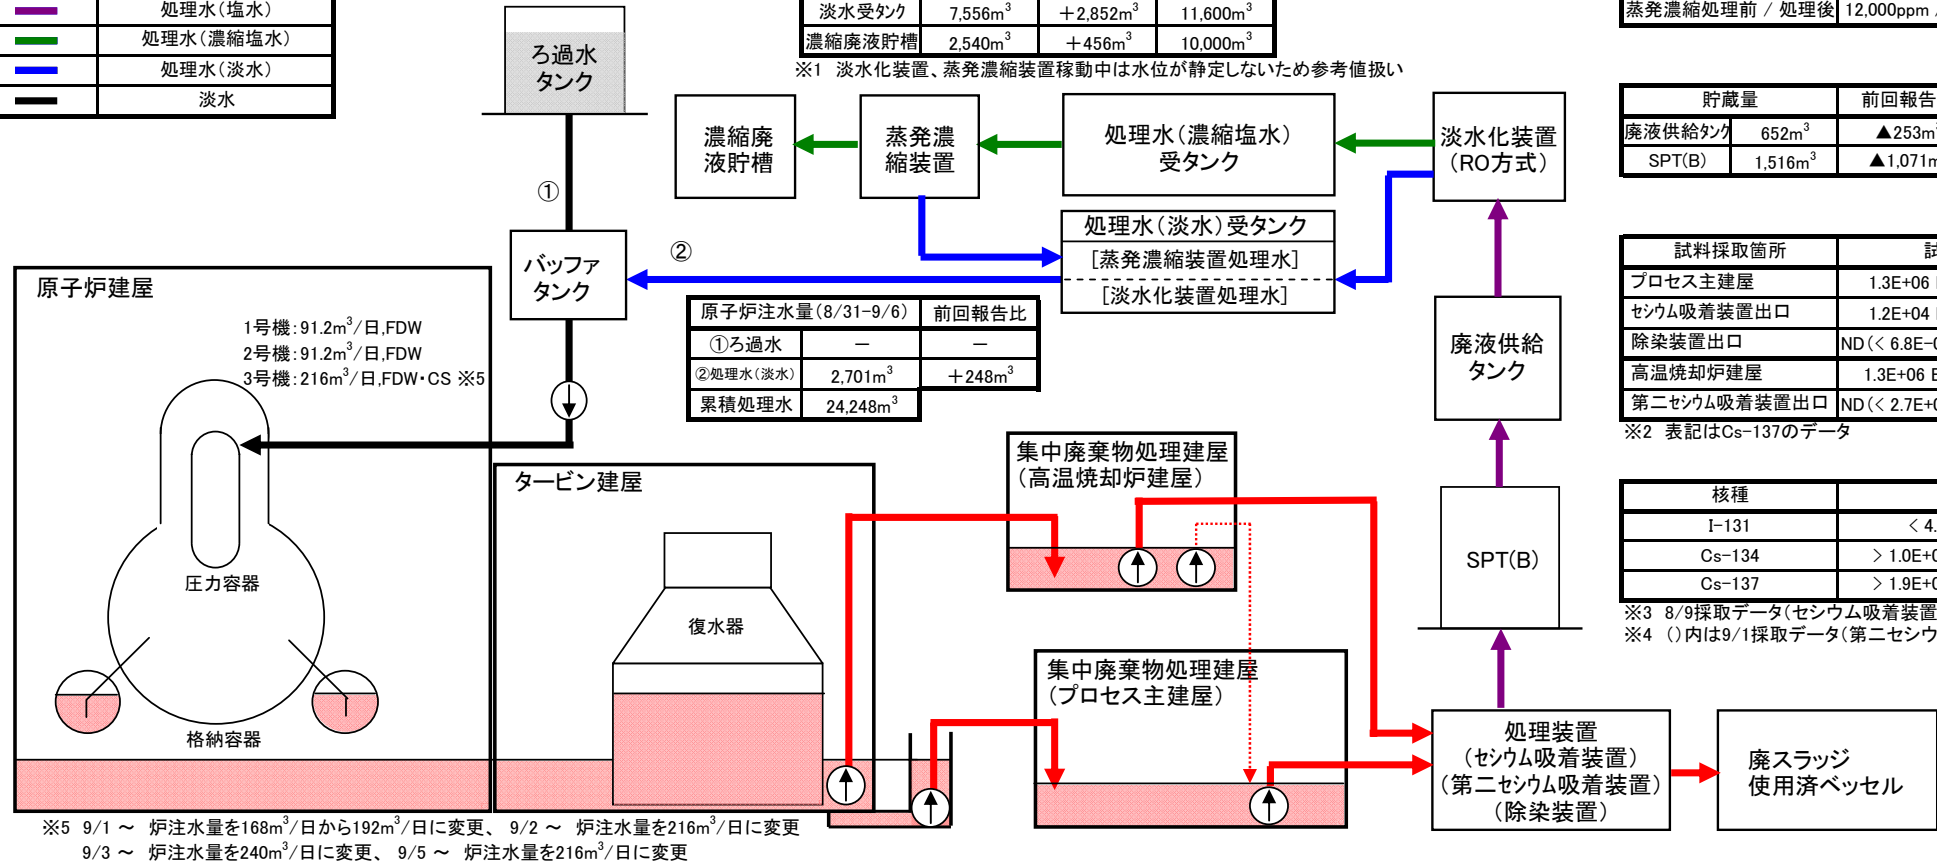 処理水(塩水)
処理水(濃縮塩水)
処理水(淡水)
淡水
ろ過水
タンク
淡水受タンク 7,556m³ +2,852m³ 11,600m³
濃縮廃液貯槽 2,540m³ +456m³ 10,000m³
※1 淡水化装置、蒸発濃縮装置稼動中は水位が静定しないため参考値扱い
蒸発濃縮処理前 / 処理後 12,000ppm /
貯蔵量 前回報告
廃液供給タンク 652m³ ▲253m
SPT(B) 1,516m³ ▲1,071m
濃縮廃
液貯槽
蒸発濃
縮装置
処理水(濃縮塩水)
受タンク
淡水化装置
(RO方式)
①
②
処理水(淡水)受タンク
[蒸発濃縮装置処理水]
[淡水化装置処理水]
バッファ
タンク
原子炉注水量(8/31-9/6) 前回報告比
①ろ過水 － －
②処理水(淡水) 2,701m³ +248m³
累積処理水 24,248m³
廃液供給
タンク
試料採取箇所 試
プロセス主建屋 1.3E+06
セシウム吸着装置出口 1.2E+04
除染装置出口 ND(< 6.8E-
高温焼却炉建屋 1.3E+06
第二セシウム吸着装置出口 ND(< 2.7E+
※2 表記はCs-137のデータ
核種
I-131 < 4.
Cs-134 > 1.0E+
Cs-137 > 1.9E+
※3 8/9採取データ(セシウム吸着装置
※4 ()内は9/1採取データ(第二セシウ
原子炉建屋
1号機：91.2m³/日,FDW
2号機：91.2m³/日,FDW
3号機：216m³/日,FDW・CS ※5
圧力容器
格納容器
タービン建屋
復水器
集中廃棄物処理建屋
(高温焼却炉建屋)
集中廃棄物処理建屋
(プロセス主建屋)
SPT(B)
処理装置
(セシウム吸着装置)
(第二セシウム吸着装置)
(除染装置)
廃スラッジ
使用済ベッセル
※5 9/1 ～ 炉注水量を168m³/日から192m³/日に変更、 9/2 ～ 炉注水量を216m³/日に変更
9/3 ～ 炉注水量を240m³/日に変更、 9/5 ～ 炉注水量を216m³/日に変更